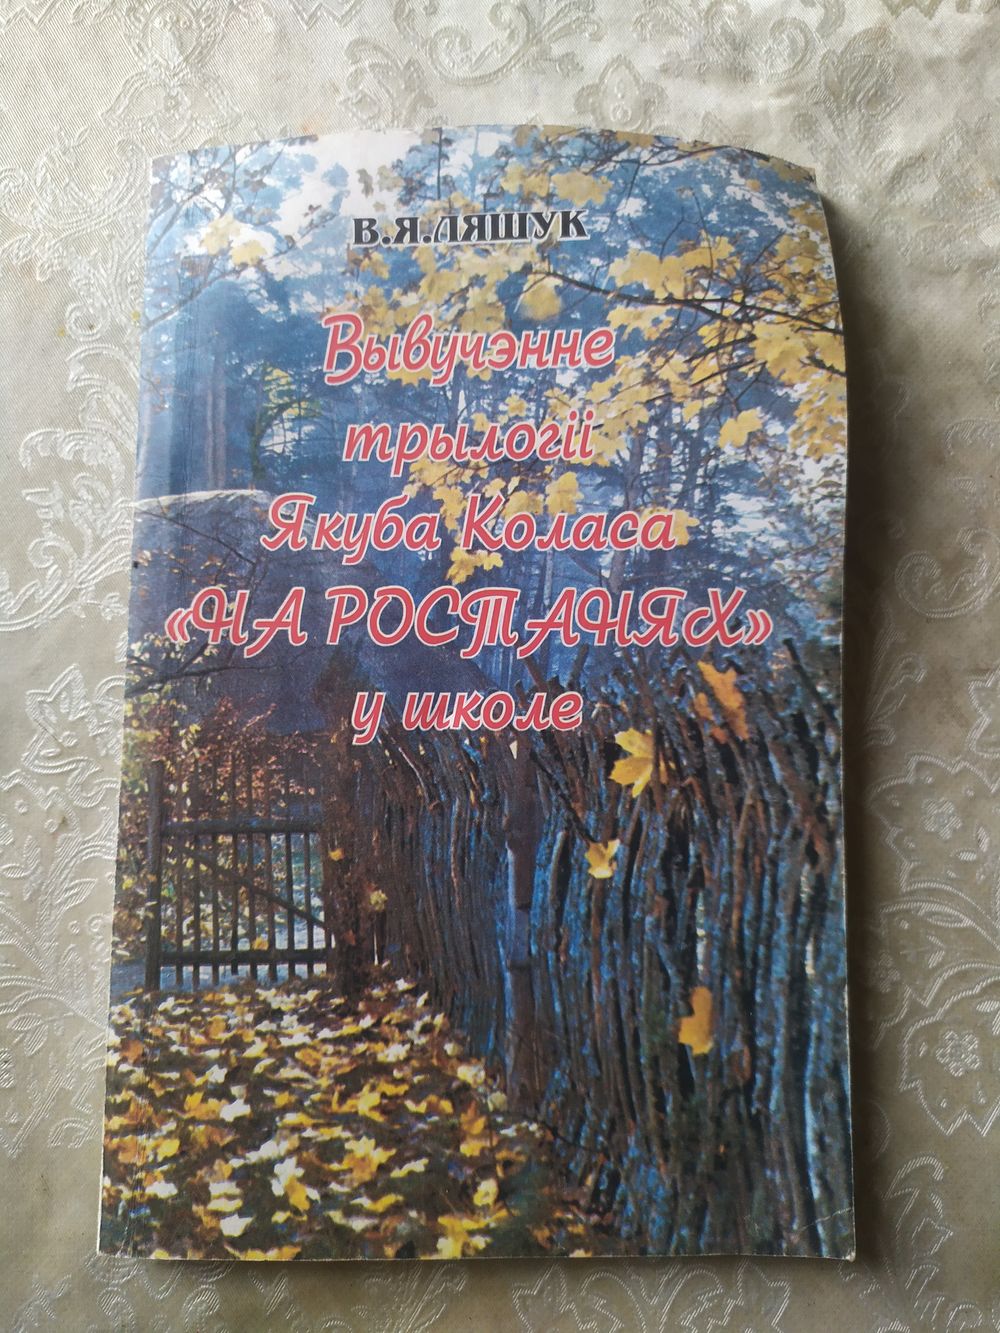 В.Я.ЛЯШУК
Вывучэнне
трылогіі
Якуба Коласа
«НА РОСТАНЯХ»
у школе